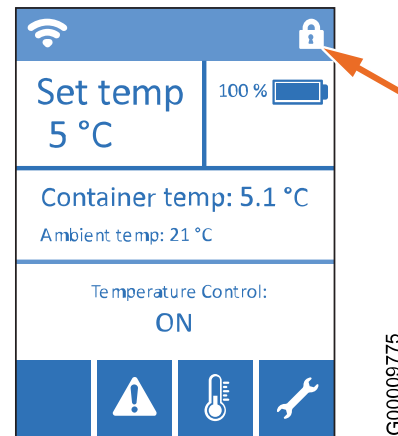 Set temp
5 °C
100 %
Container temp: 5.1 °C
Ambient temp: 21 °C
Temperature Control:
ON
G00009775